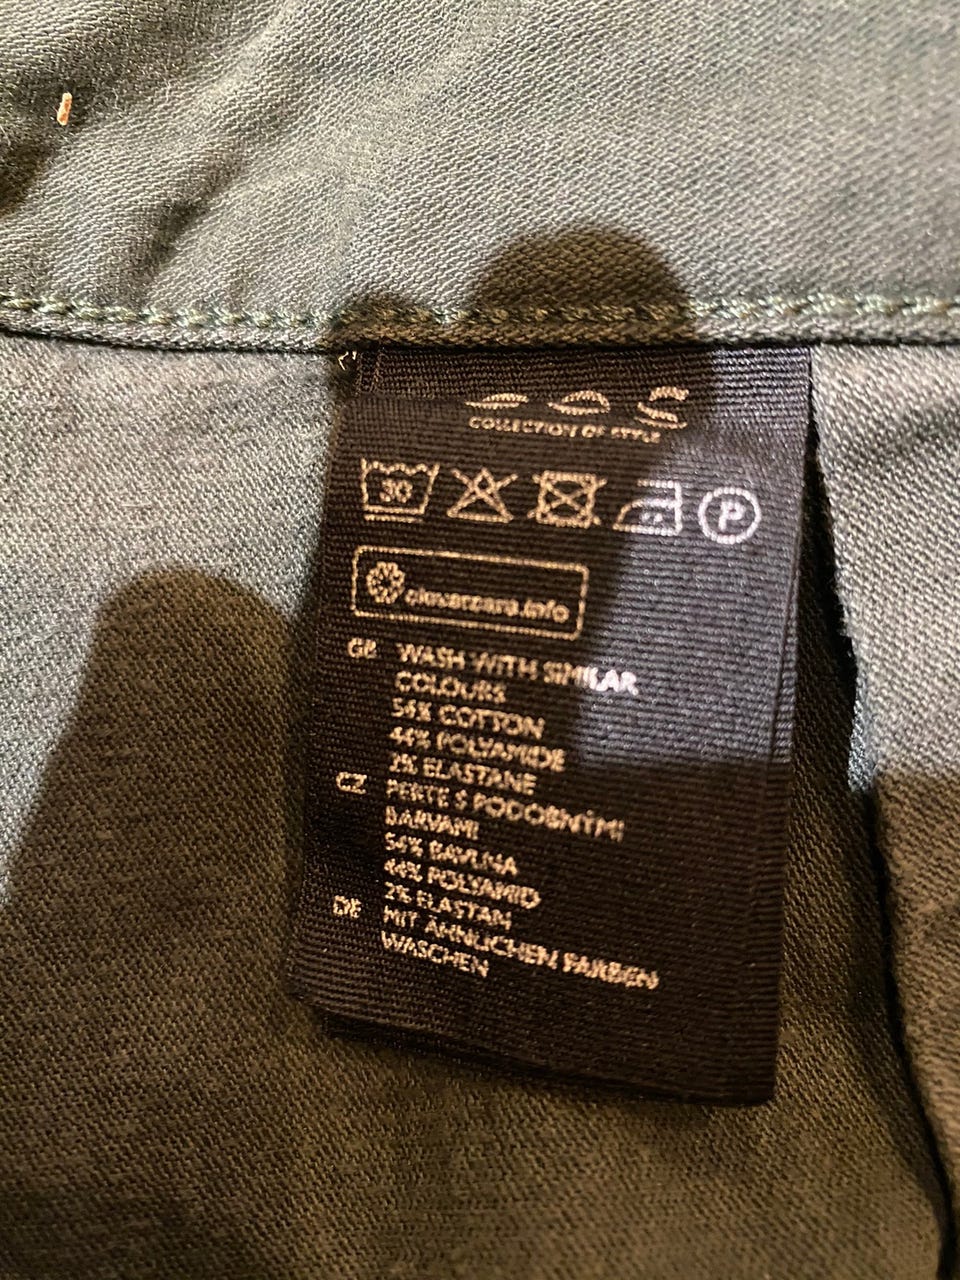 COS
COLLECTION OF STYLE
30
P
clevercare.info
GB WASH WITH SIMILAR
COLOURS
54% COTTON
44% POLYAMIDE
2% ELASTANE
CZ PERTE S PODOBNÝMI
BARVAMI
54% BAVLNA
44% POLYAMID
2% ELASTAN
DE MIT ÄHNLICHEN FARBEN
WASCHEN